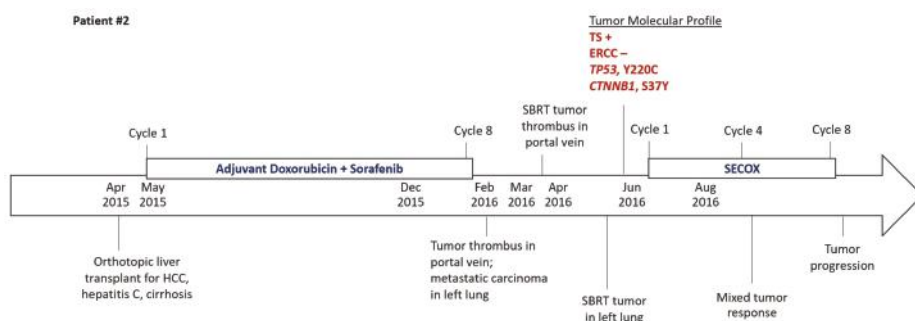 Patient #2
Tumor Molecular Profile
TS +
ERCC –
TP53, Y220C
CTNNB1, S37Y
SBRT tumor
thrombus in
portal vein
Cycle 1
Cycle 8
Cycle 1
Cycle 4
Cycle 8
Adjuvant Doxorubicin + Sorafenib
SECOX
Apr
2015
May
2015
Dec
2015
Feb
2016
Mar
2016
Apr
2016
Jun
2016
Aug
2016
Orthotopic liver
transplant for HCC,
hepatitis C, cirrhosis
Tumor thrombus in
portal vein;
metastatic carcinoma
in left lung
SBRT tumor
in left lung
Mixed tumor
response
Tumor
progression